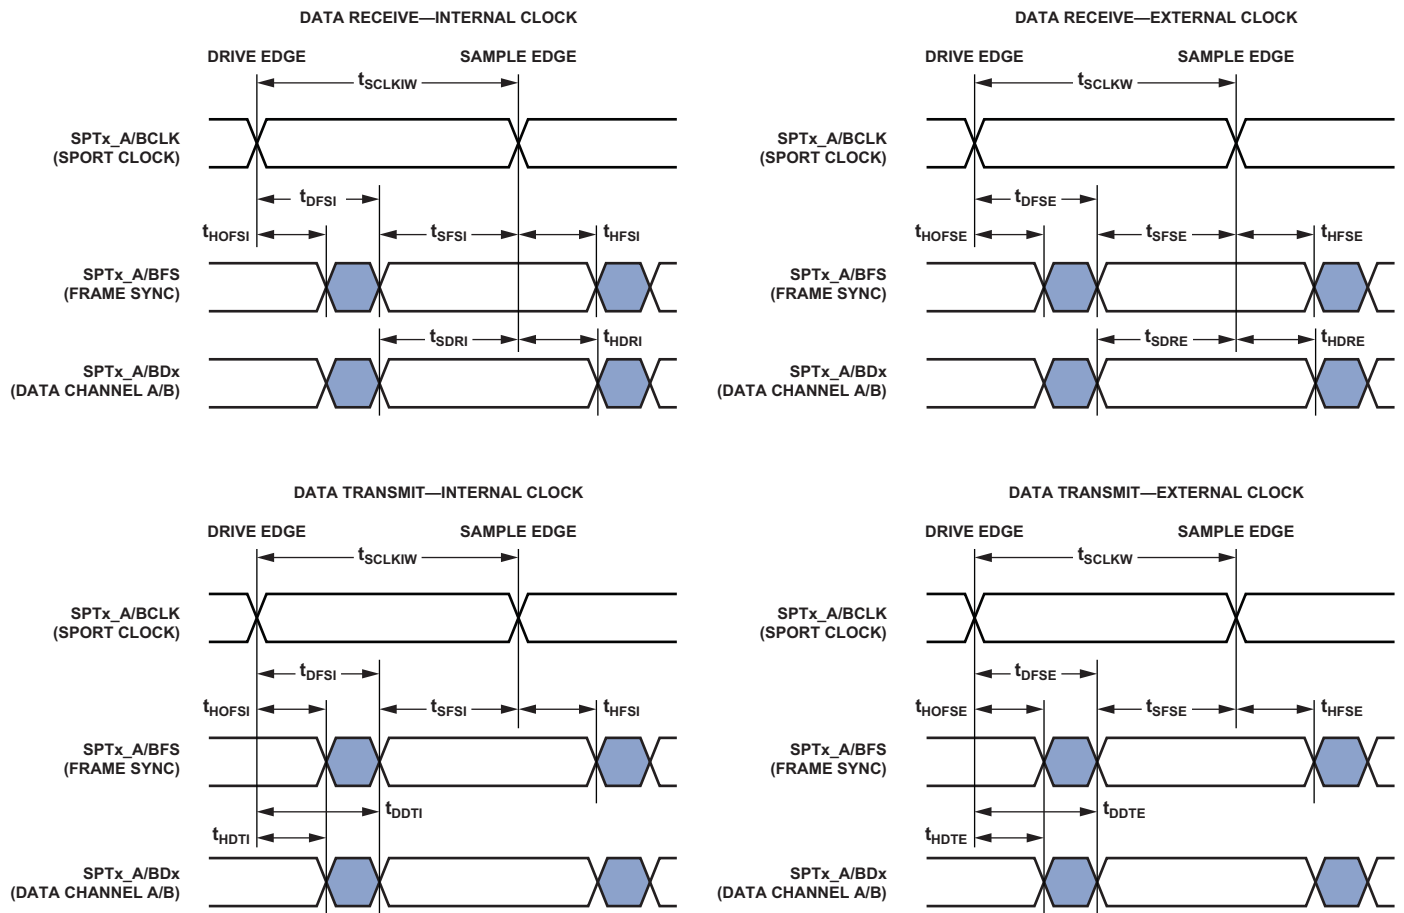 DATA RECEIVE—INTERNAL CLOCK
DRIVE EDGE
SAMPLE EDGE
tSCLKIW
SPTx_A/BCLK
(SPORT CLOCK)
tDFSI
tHOFSI
tSFSI
tHFSI
SPTx_A/BFS
(FRAME SYNC)
tSDRI
tHDRI
SPTx_A/BDx
(DATA CHANNEL A/B)
DATA RECEIVE—EXTERNAL CLOCK
DRIVE EDGE
SAMPLE EDGE
tSCLKW
SPTx_A/BCLK
(SPORT CLOCK)
tDFSE
tHOFSE
tSFSE
tHFSE
SPTx_A/BFS
(FRAME SYNC)
tSDRE
tHDRE
SPTx_A/BDx
(DATA CHANNEL A/B)
DATA TRANSMIT—INTERNAL CLOCK
DRIVE EDGE
SAMPLE EDGE
tSCLKIW
SPTx_A/BCLK
(SPORT CLOCK)
tDFSI
tHOFSI
tSFSI
tHFSI
SPTx_A/BFS
(FRAME SYNC)
tDDTI
tHDTI
SPTx_A/BDx
(DATA CHANNEL A/B)
DATA TRANSMIT—EXTERNAL CLOCK
DRIVE EDGE
SAMPLE EDGE
tSCLKW
SPTx_A/BCLK
(SPORT CLOCK)
tDFSE
tHOFSE
tSFSE
tHFSE
SPTx_A/BFS
(FRAME SYNC)
tDDTE
tHDTE
SPTx_A/BDx
(DATA CHANNEL A/B)